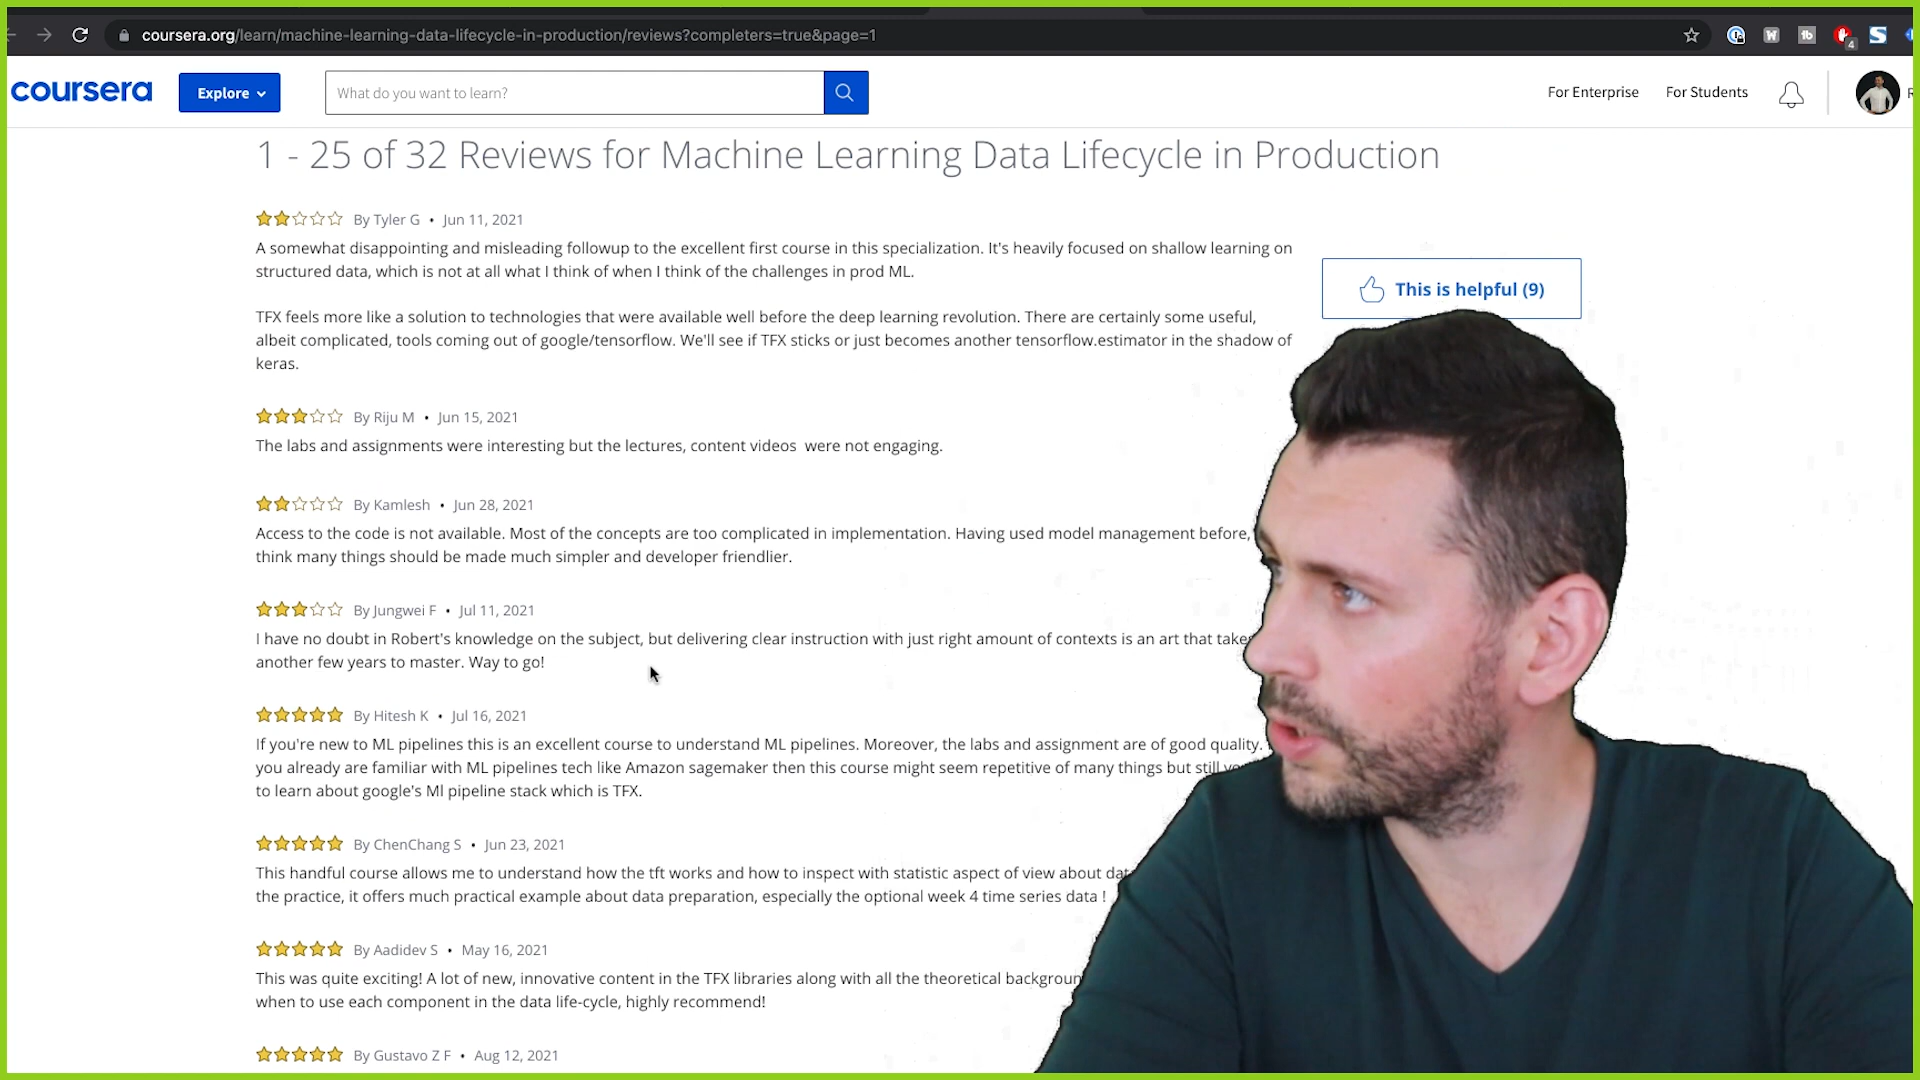 coursera.org/learn/machine-learning-data-lifecycle-in-production/reviews?completers=true&page=1
4
coursera
Explore
What do you want to learn?
For Enterprise
For Students
1 - 25 of 32 Reviews for Machine Learning Data Lifecycle in Production
By Tyler G • Jun 11, 2021
A somewhat disappointing and misleading followup to the excellent first course in this specialization. It's heavily focused on shallow learning on
structured data, which is not at all what I think of when I think of the challenges in prod ML.
This is helpful (9)
TFX feels more like a solution to technologies that were available well before the deep learning revolution. There are certainly some useful,
albeit complicated, tools coming out of google/tensorflow. We'll see if TFX sticks or just becomes another tensorflow.estimator in the shadow of
keras.
By Riju M • Jun 15, 2021
The labs and assignments were interesting but the lectures, content videos were not engaging.
By Kamlesh • Jun 28, 2021
Access to the code is not available. Most of the concepts are too complicated in implementation. Having used model management before,
think many things should be made much simpler and developer friendlier.
By Jungwei F • Jul 11, 2021
I have no doubt in Robert's knowledge on the subject, but delivering clear instruction with just right amount of contexts is an art that
another few years to master. Way to go!
By Hitesh K • Jul 16, 2021
If you're new to ML pipelines this is an excellent course to understand ML pipelines. Moreover, the labs and assignment are of good quality.
you already are familiar with ML pipelines tech like Amazon sagemaker then this course might seem repetitive of many things but still
to learn about google's Ml pipeline stack which is TFX.
By ChenChang S • Jun 23, 2021
This handful course allows me to understand how the tft works and how to inspect with statistic aspect of view about
the practice, it offers much practical example about data preparation, especially the optional week 4 time series data !
By Aadidev S • May 16, 2021
This was quite exciting! A lot of new, innovative content in the TFX libraries along with all the theoretical
when to use each component in the data life-cycle, highly recommend!
By Gustavo Z F • Aug 12, 2021